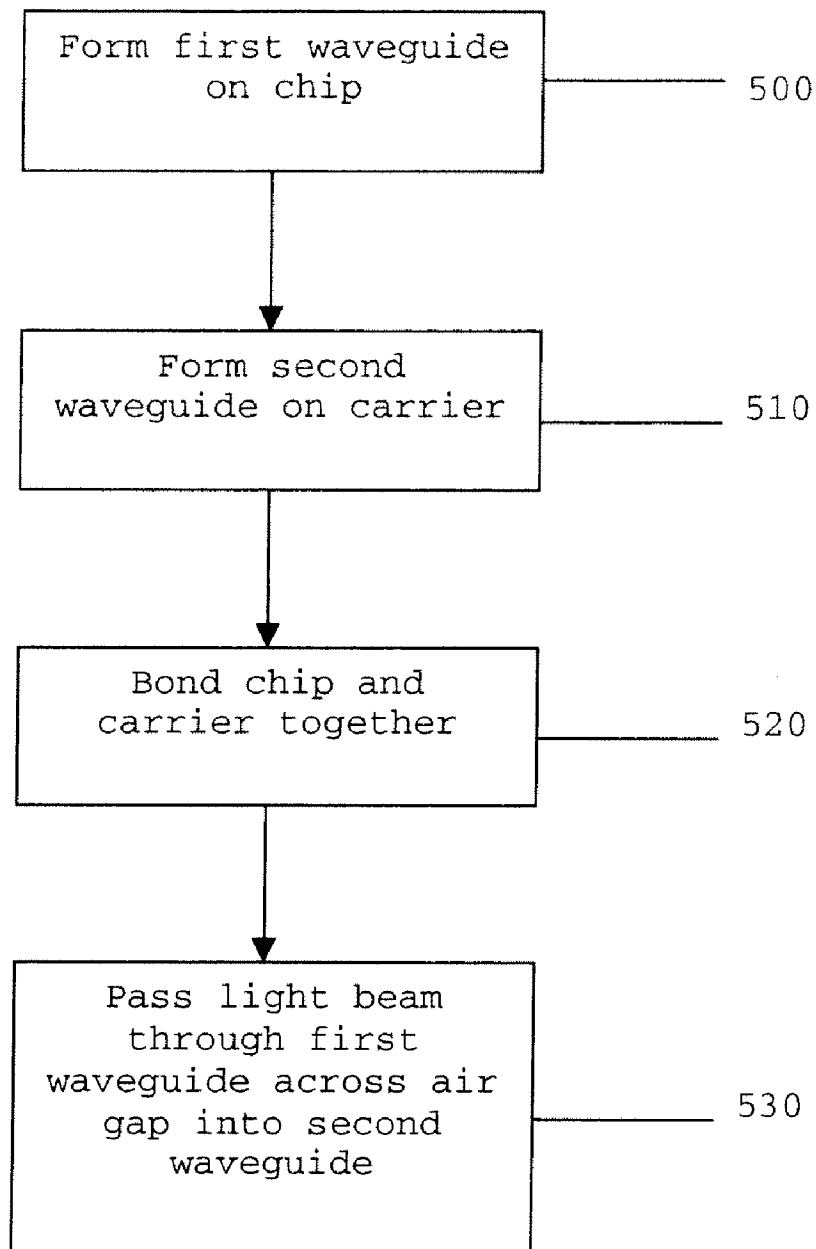 Form first waveguide
on chip
500
Form second
waveguide on carrier
510
Bond chip and
carrier together
520
Pass light beam
through first
waveguide across air
gap into second
waveguide
530